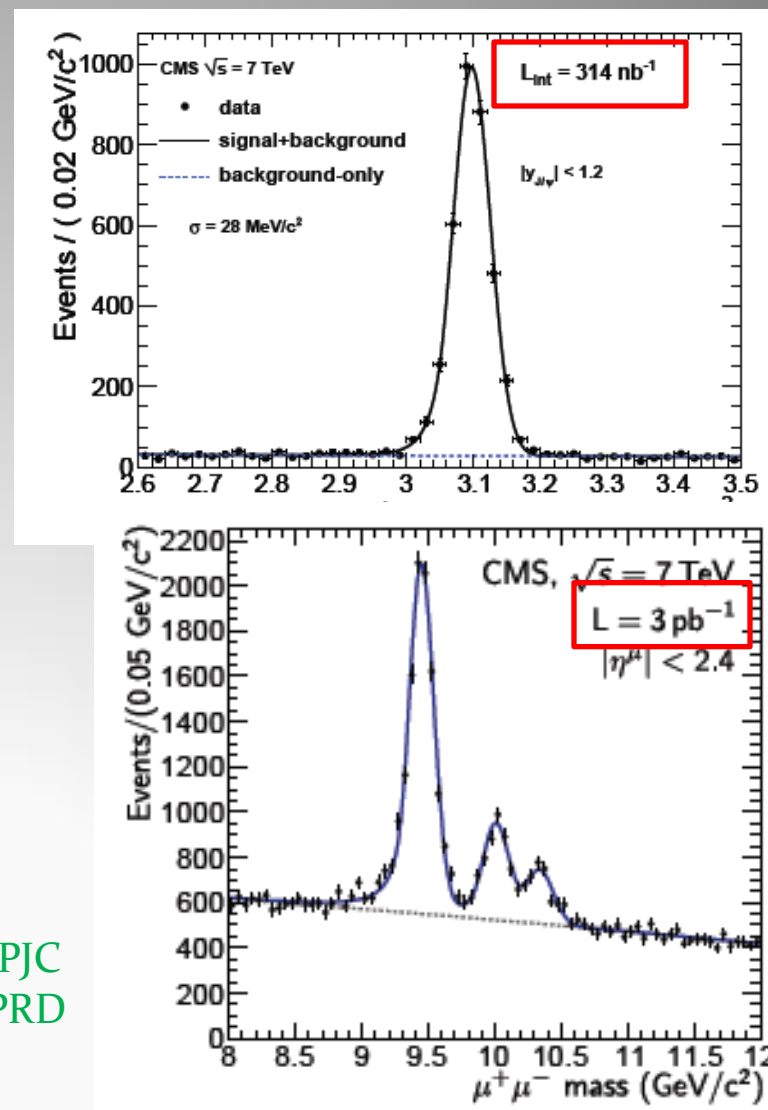 Events / ( 0.02 GeV/c² )
1000
800
600
400
200
0
CMS √s = 7 TeV
data
signal+background
background-only
σ = 28 MeV/c²
L_int = 314 nb⁻¹
|y_J/ψ| < 1.2
2.6 2.7 2.8 2.9 3 3.1 3.2 3.3 3.4 3.5
Events/(0.05 GeV/c²)
2200
2000
1800
1600
1400
1200
1000
800
600
400
200
0
CMS, √s = 7 TeV
L = 3 pb⁻¹
|η^μ| < 2.4
8 8.5 9 9.5 10 10.5 11 11.5 12
μ⁺μ⁻ mass (GeV/c²)
PJC
PRD